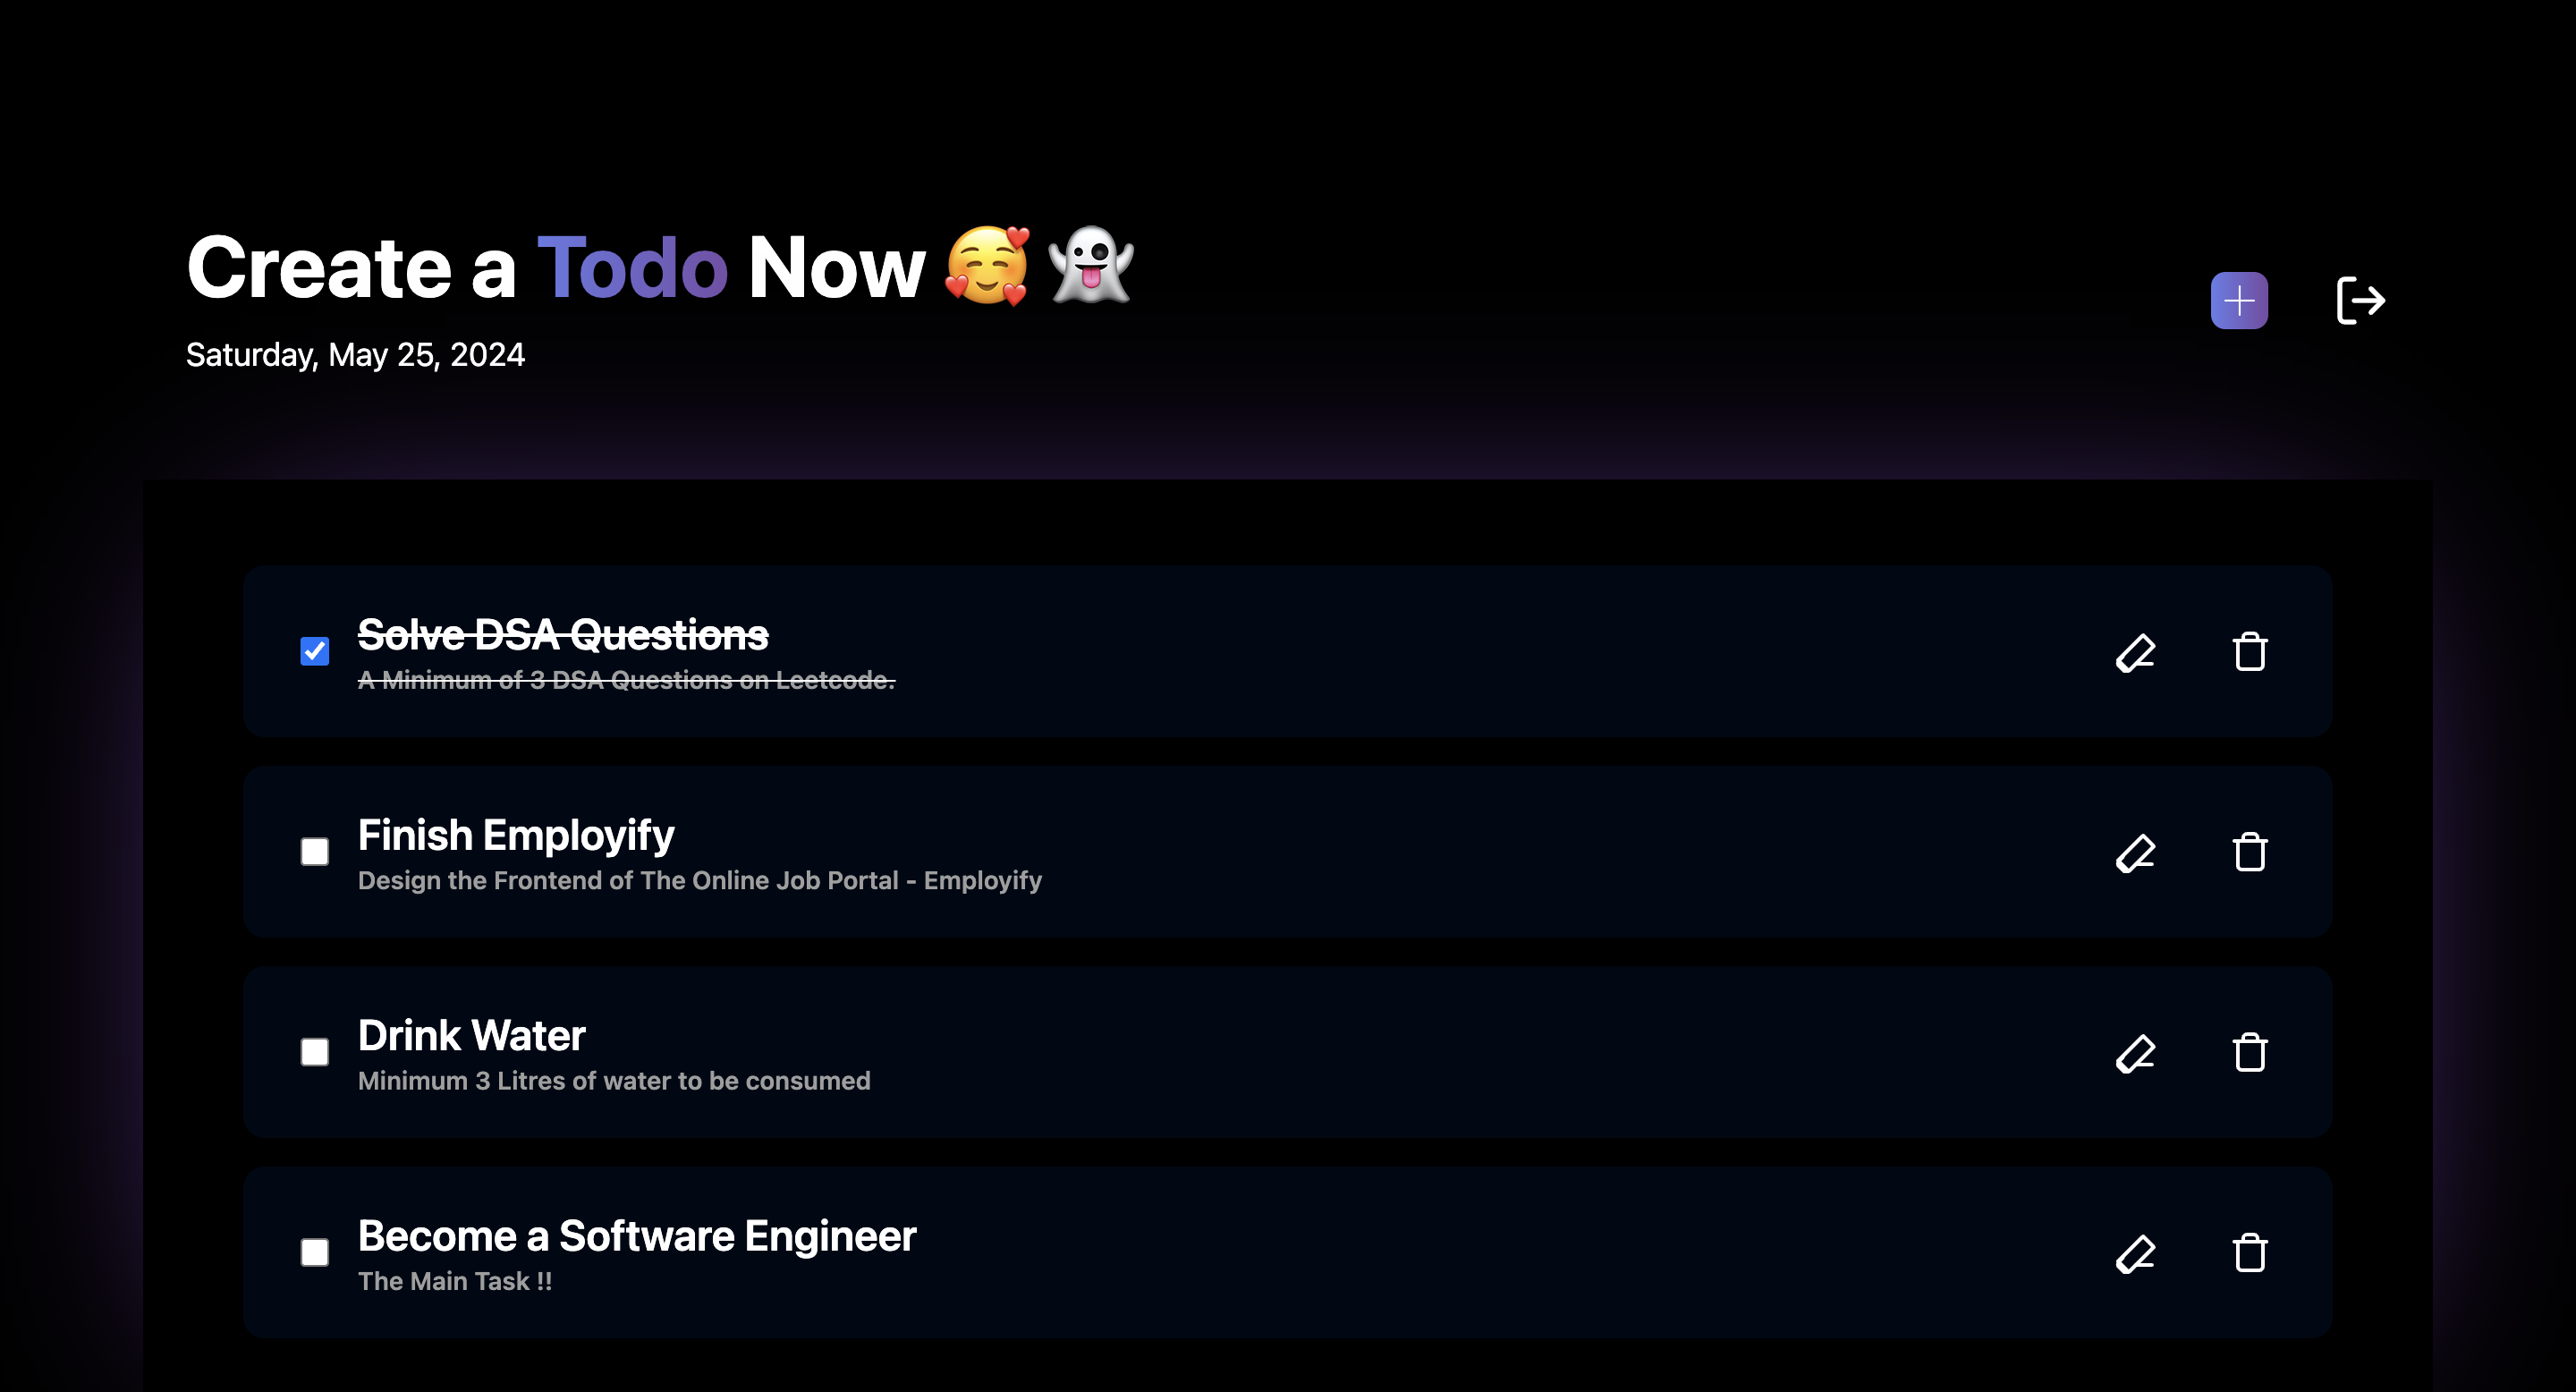 Create a Todo Now 🥰 👻
Saturday, May 25, 2024
Solve DSA Questions
A Minimum of 3 DSA Questions on Leetcode.
Finish Employify
Design the Frontend of The Online Job Portal - Employify
Drink Water
Minimum 3 Litres of water to be consumed
Become a Software Engineer
The Main Task !!